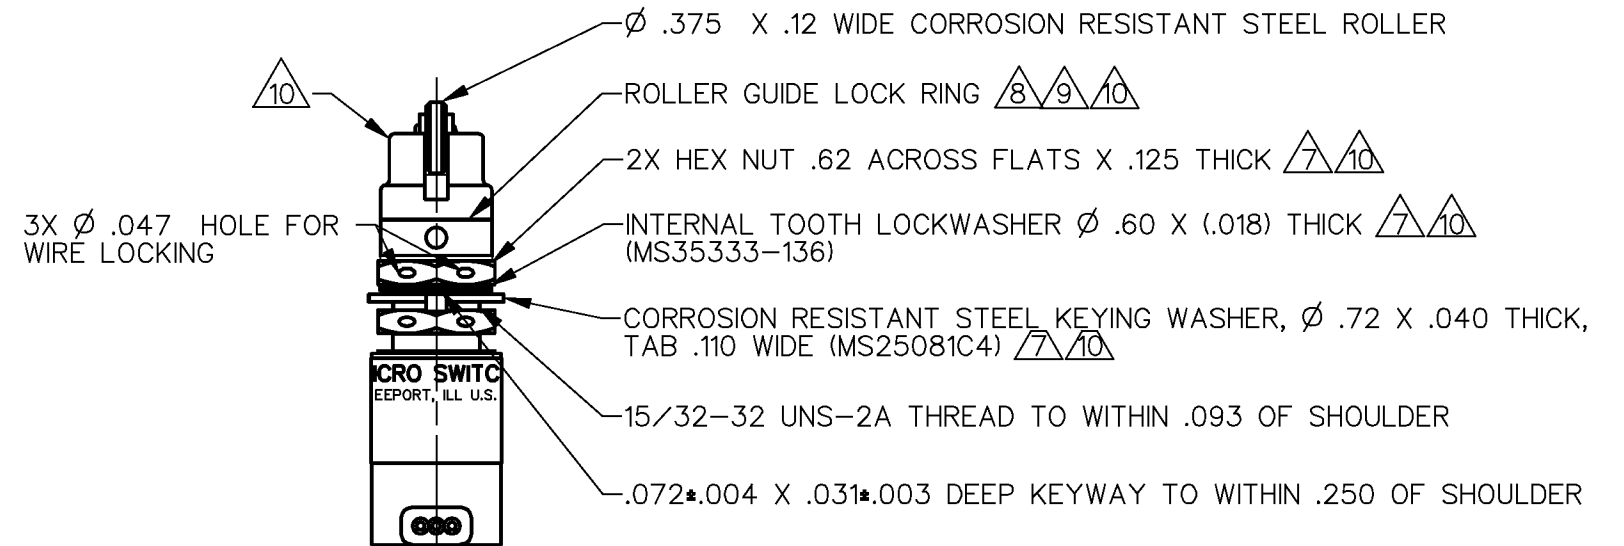 Ø .375 X .12 WIDE CORROSION RESISTANT STEEL ROLLER
10
ROLLER GUIDE LOCK RING 8 9 10
2X HEX NUT .62 ACROSS FLATS X .125 THICK 7 10
3X Ø .047 HOLE FOR
WIRE LOCKING
INTERNAL TOOTH LOCKWASHER Ø .60 X (.018) THICK 7 10
(MS35333-136)
CORROSION RESISTANT STEEL KEYING WASHER, Ø .72 X .040 THICK,
TAB .110 WIDE (MS25081C4) 7 10
ICRO SWITC
EEPORT, ILL U.S.
15/32-32 UNS-2A THREAD TO WITHIN .093 OF SHOULDER
.072±.004 X .031±.003 DEEP KEYWAY TO WITHIN .250 OF SHOULDER